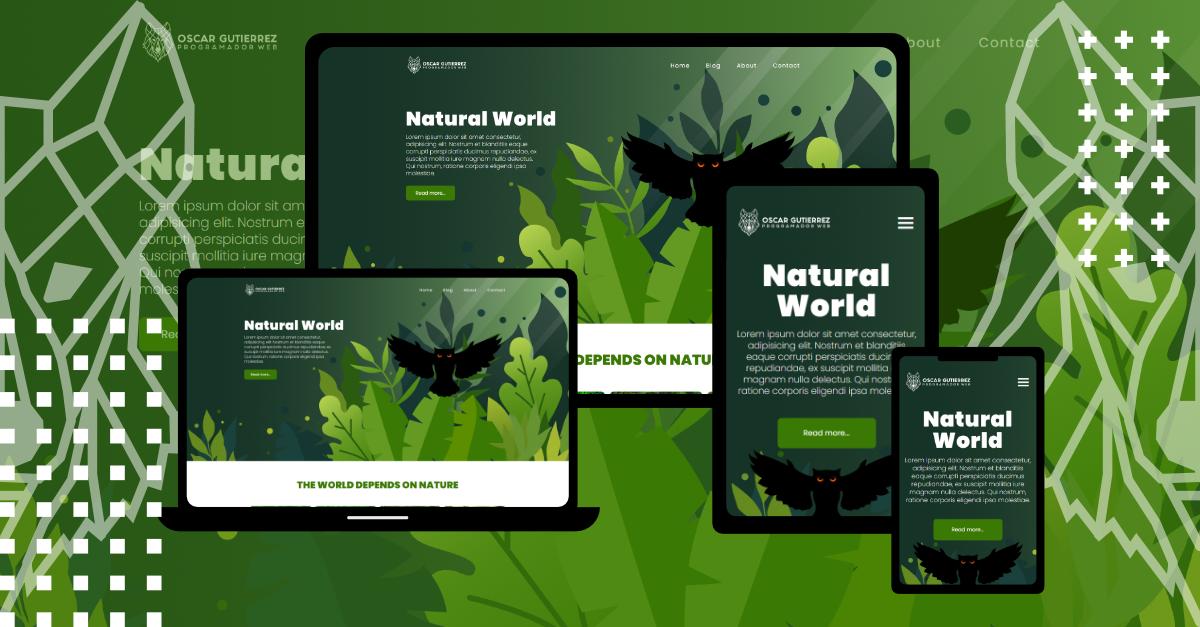 OSCAR GUTIERREZ
PROGRAMADOR WEB
bout Contact
Natura
Lorem ipsum dolor sit amet
adipisicing elit. Nostrum e
corrupti perspiciatis ducin
suscipit mollitia iure magn
Qui no
moles
Rea
OSCAR GUTIERREZ
PROGRAMADOR WEB
Home Blog About Contact
Natural World
Lorem ipsum dolor sit amet consectetur,
adipisicing elit. Nostrum et blanditiis eaque
corrupti perspiciatis ducimus repudiandae, ex
suscipit mollitia iure magnam nulla delectus.
Qui nostrum, ratione corporis eligendi ipsa
molestiae.
Read more...
DEPENDS ON NATU
OSCAR GUTIERREZ
PROGRAMADOR WEB
Home Blog About Contact
Natural World
Lorem ipsum dolor sit amet consectetur,
adipisicing elit. Nostrum et blanditiis eaque
corrupti perspiciatis ducimus repudiandae, ex
suscipit mollitia iure magnam nulla delectus.
Qui nostrum, ratione corporis eligendi ipsa
molestiae.
Read more...
THE WORLD DEPENDS ON NATURE
OSCAR GUTIERREZ
PROGRAMADOR WEB
Natural
World
Lorem ipsum dolor sit amet consectetur,
adipisicing elit. Nostrum et blanditiis
eaque corrupti perspiciatis ducimus
repudiandae, ex suscipit mollitia
magnam nulla delectus. Qui nost
ratione corporis eligendi ipsa mole
Read more...
OSCAR GUTIERREZ
PROGRAMADOR WEB
Natural
World
Lorem ipsum dolor sit amet consectetur,
adipisicing elit. Nostrum et blanditiis
eaque corrupti perspiciatis ducimus
repudiandae, ex suscipit mollitia iure
magnam nulla delectus. Qui nostrum,
ratione corporis eligendi ipsa molestiae.
Read more...